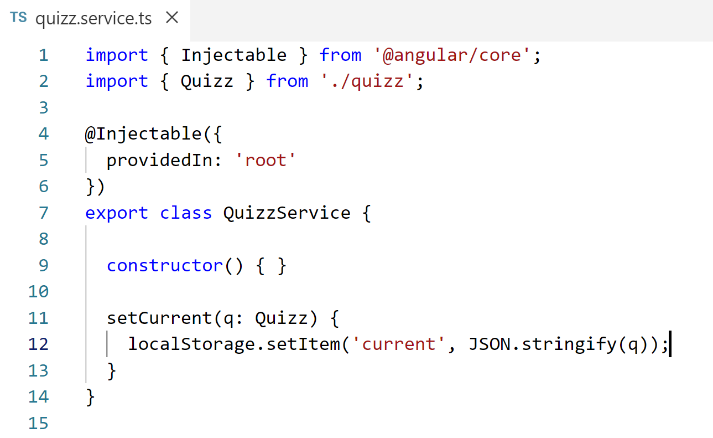 TS quizz.service.ts ×
1 import { Injectable } from '@angular/core';
2 import { Quizz } from './quizz';
3
4 @Injectable({
5   providedIn: 'root'
6 })
7 export class QuizzService {
8
9   constructor() { }
10
11   setCurrent(q: Quizz) {
12     localStorage.setItem('current', JSON.stringify(q));
13   }
14 }
15